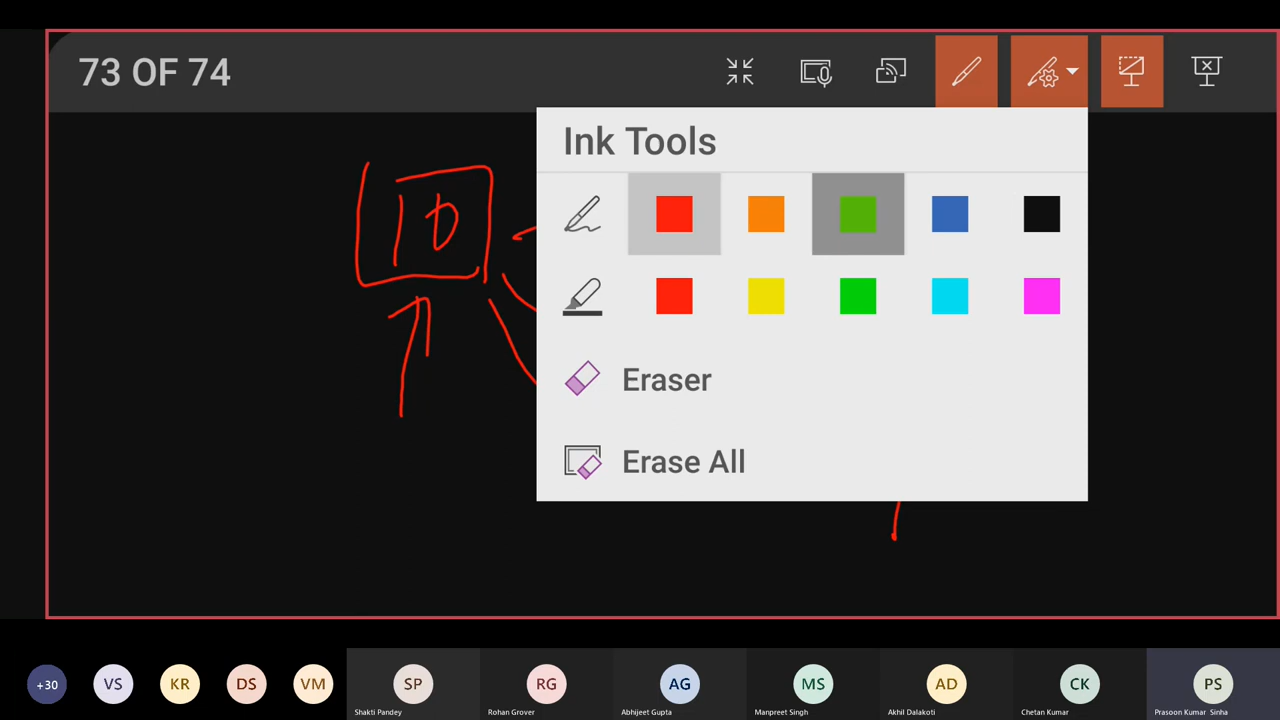 73 OF 74
Ink Tools
D
Eraser
Erase All
+30
VS
KR
DS
VM
SP
RG
AG
MS
AD
CK
PS
Shakti Pandey
Rohan Grover
Abhijeet Gupta
Manpreet Singh
Akhil Dalakoti
Chetan Kumar
Prasoon Kumar Sinha